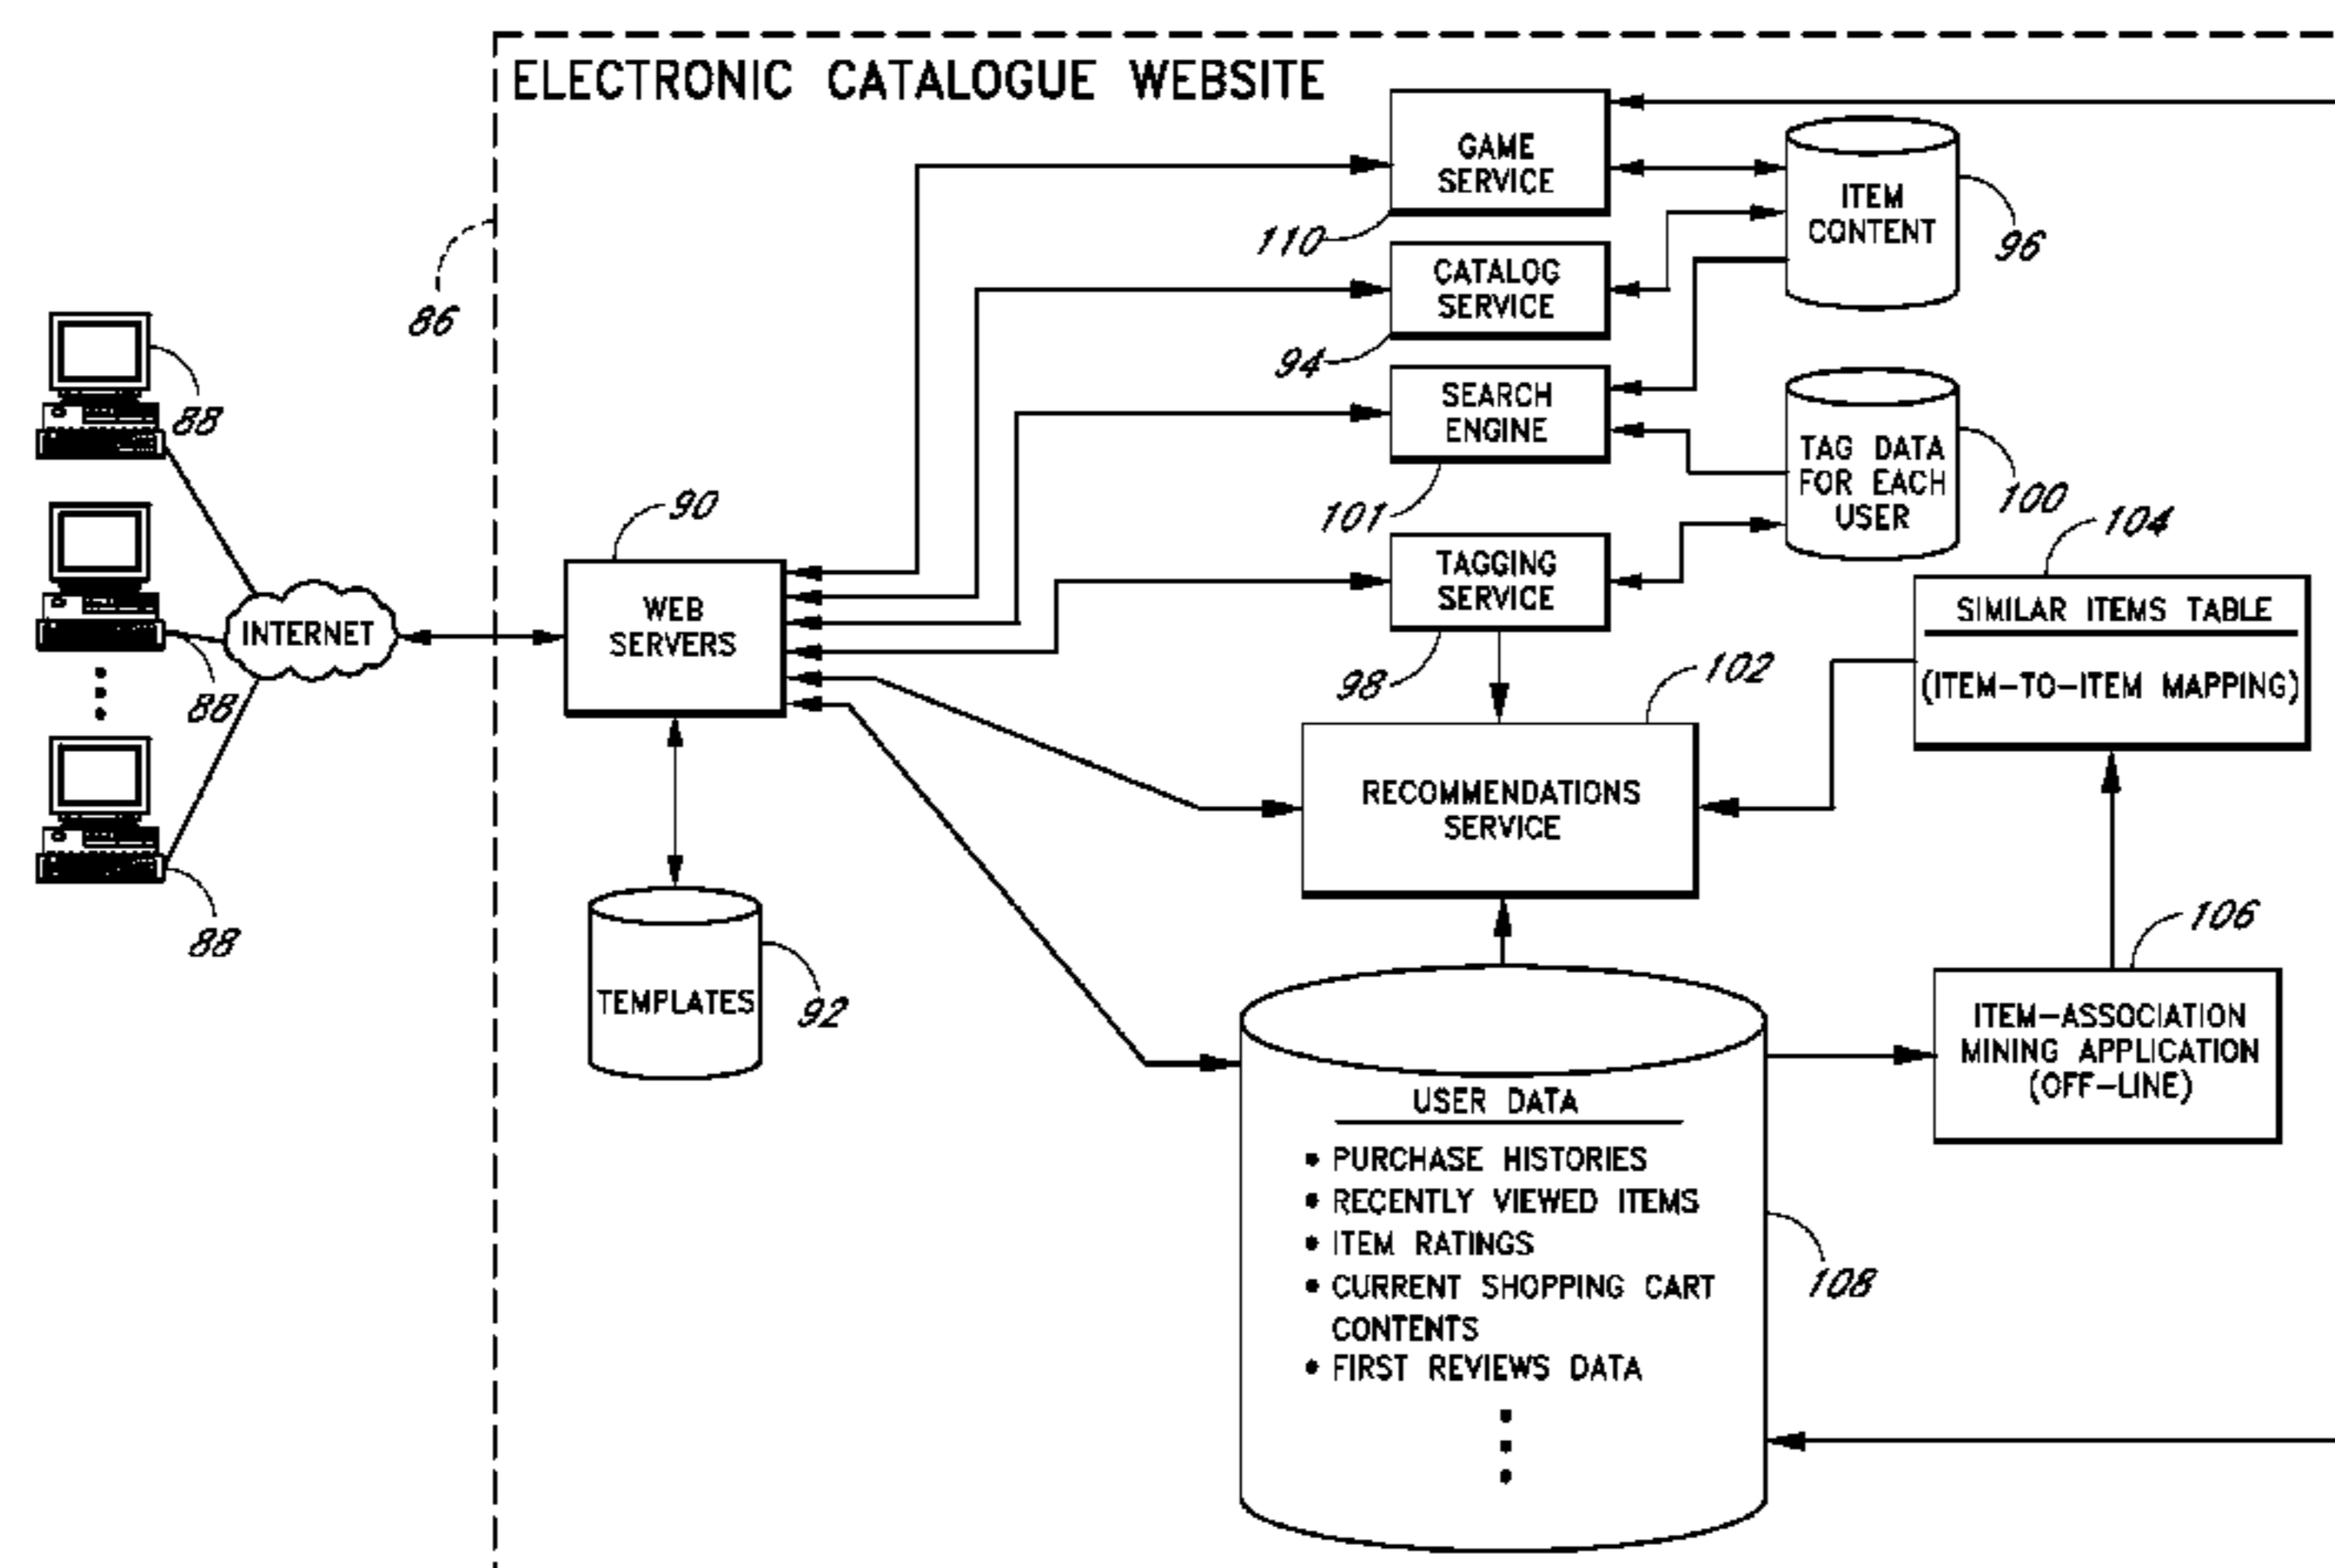 ELECTRONIC CATALOGUE WEBSITE
GAME
SERVICE
110
ITEM
CONTENT
96
86
CATALOG
SERVICE
94
88
SEARCH
ENGINE
101
TAG DATA
FOR EACH
USER
100
90
104
WEB
SERVERS
TAGGING
SERVICE
98
SIMILAR ITEMS TABLE
(ITEM-TO-ITEM MAPPING)
INTERNET
88
102
RECOMMENDATIONS
SERVICE
88
TEMPLATES
92
106
ITEM-ASSOCIATION
MINING APPLICATION
(OFF-LINE)
USER DATA
• PURCHASE HISTORIES
• RECENTLY VIEWED ITEMS
• ITEM RATINGS
• CURRENT SHOPPING CART
CONTENTS
• FIRST REVIEWS DATA
108